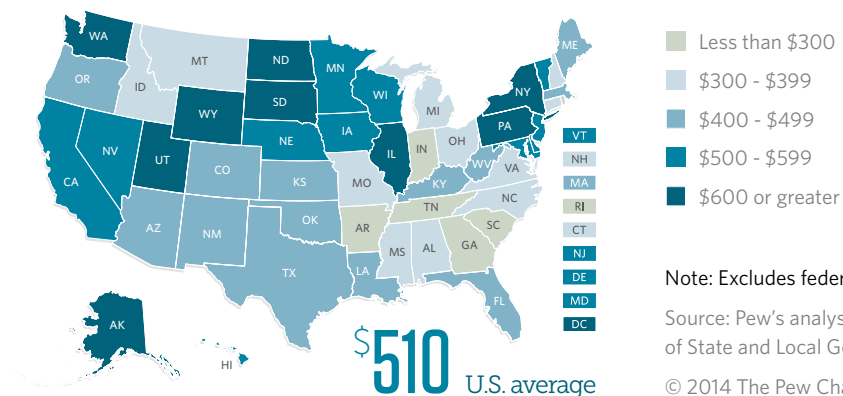 WA
MT
ND
MN
ME
OR
ID
SD
WI
NY
WY
MI
NE
IA
PA
NV
UT
IL
IN
OH
CA
CO
KS
MO
KY
WV
VA
NC
TN
AZ
NM
OK
AR
SC
MS
AL
GA
TX
LA
FL
AK
HI
VT
NH
MA
RI
CT
NJ
DE
MD
DC
$510 U.S. average
Less than $300
$300 - $399
$400 - $499
$500 - $599
$600 or greater
Note: Excludes feder
Source: Pew's analys
of State and Local Go
© 2014 The Pew Cha